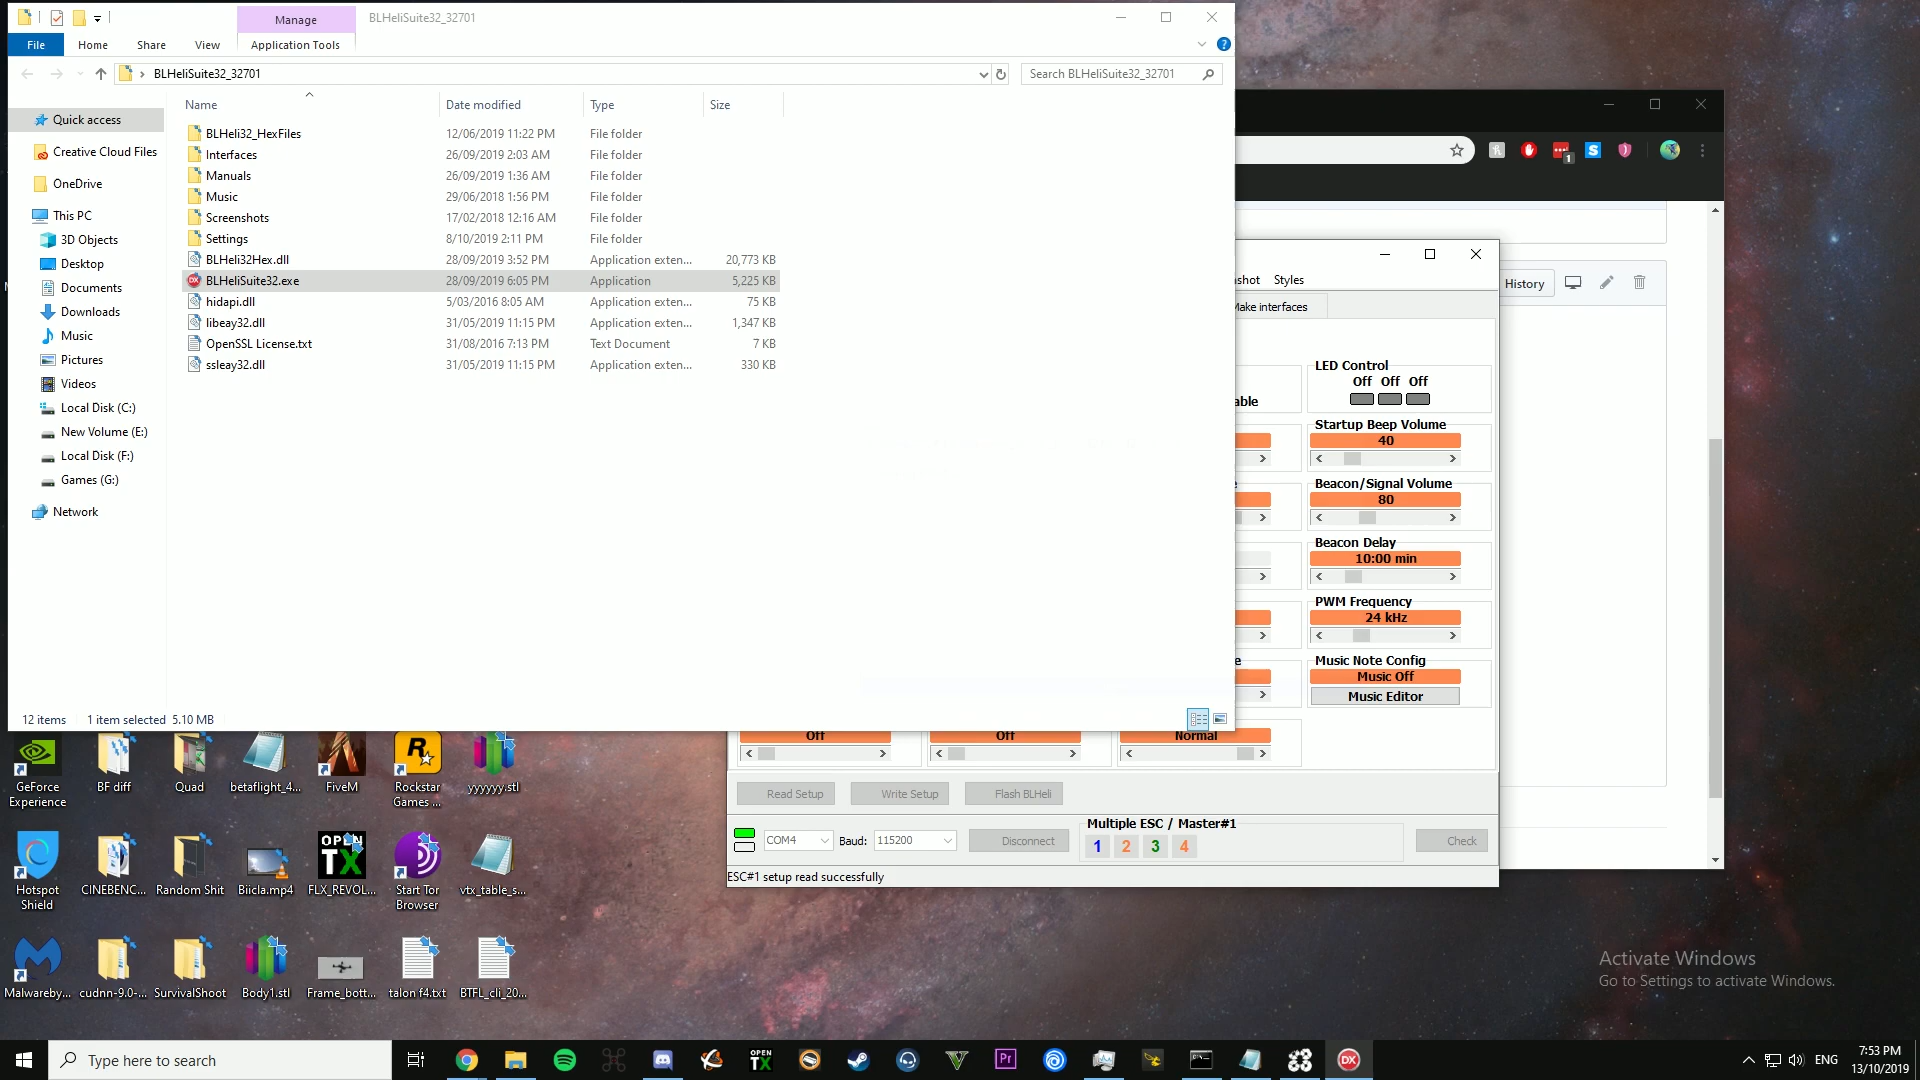 Manage
BLHeliSuite32_32701
File
Home
Share
View
Application Tools
BLHeliSuite32_32701
Search BLHeliSuite32_32701
Name
Date modified
Type
Size
BLHeli32_HexFiles 12/06/2019 11:22 PM File folder
Interfaces 26/09/2019 2:03 AM File folder
Manuals 26/09/2019 1:36 AM File folder
Music 29/06/2018 1:56 PM File folder
Screenshots 17/02/2018 12:16 AM File folder
Settings 8/10/2019 2:11 PM File folder
BLHeli32Hex.dll 28/09/2019 3:52 PM Application exten... 20,773 KB
BLHeliSuite32.exe 28/09/2019 6:05 PM Application 5,225 KB
hidapi.dll 5/03/2016 8:05 AM Application exten... 75 KB
libeay32.dll 31/05/2019 11:15 PM Application exten... 1,347 KB
OpenSSL License.txt 31/08/2016 7:13 PM Text Document 7 KB
ssleay32.dll 31/05/2019 11:15 PM Application exten... 330 KB
Quick access
Creative Cloud Files
OneDrive
This PC
3D Objects
Desktop
Documents
Downloads
Music
Pictures
Videos
Local Disk (C:)
New Volume (E:)
Local Disk (F:)
Games (G:)
Network
12 items 1 item selected 5.10 MB
1
History
shot
Styles
Make interfaces
able
LED Control
Off Off Off
Startup Beep Volume
40
Beacon/Signal Volume
80
Beacon Delay
10:00 min
PWM Frequency
24 kHz
Music Note Config
Music Off
Music Editor
Off
Off
Normal
Read Setup
Write Setup
Flash BLHeli
COM4
Baud:
115200
Disconnect
Multiple ESC / Master#1
1 2 3 4
Check
ESC#1 setup read successfully
GeForce Experience
BF diff
Quad
betaflight_4...
FiveM
Rockstar Games ...
yyyyyy.stl
Hotspot Shield
CINEBENC...
Random Shit
Biicla.mp4
OPEN TX
FLX_REVOL...
Start Tor Browser
vtx_table_s...
Malwareby...
cudnn-9.0-...
SurvivalShoot
Body1.stl
Frame_bott...
talon f4.txt
BTFL_cli_20...
Activate Windows
Go to Settings to activate Windows.
Type here to search
OPEN TX
Pr
DX
ENG
7:53 PM
13/10/2019